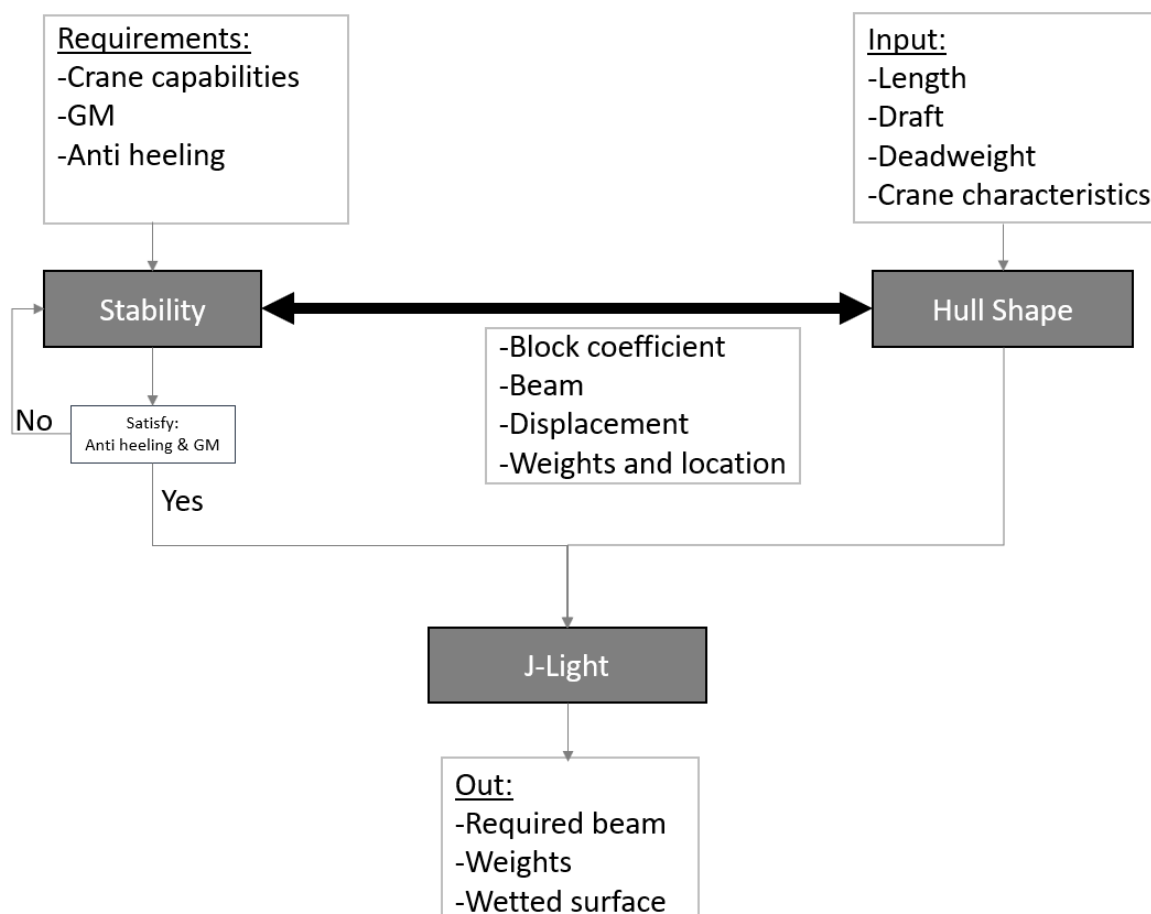 Requirements:
-Crane capabilities
-GM
-Anti heeling
Input:
-Length
-Draft
-Deadweight
-Crane characteristics
Stability
Hull Shape
-Block coefficient
-Beam
-Displacement
-Weights and location
No
Satisfy:
Anti heeling & GM
Yes
J-Light
Out:
-Required beam
-Weights
-Wetted surface